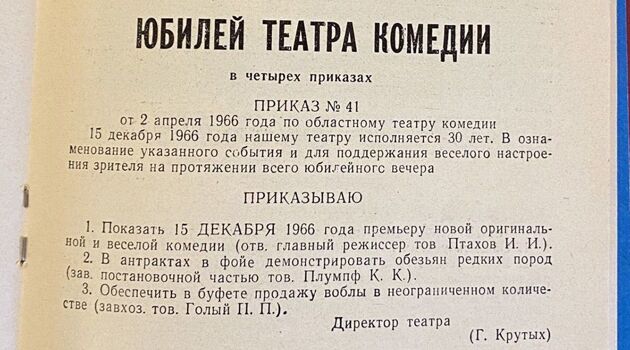 ЮБИЛЕЙ ТЕАТРА КОМЕДИИ
в четырех приказах
ПРИКАЗ № 41
от 2 апреля 1966 года по областному театру комедии
15 декабря 1966 года нашему театру исполняется 30 лет. В озна-
менование указанного события и для поддержания веселого настрое-
ния зрителя на протяжении всего юбилейного вечера
ПРИКАЗЫВАЮ
1. Показать 15 ДЕКАБРЯ 1966 года премьеру новой оригиналь-
ной и веселой комедии (отв. главный режиссер тов Птахов И. И.).
2. В антрактах в фойе демонстрировать обезьян редких пород
(зав. постановочной частью тов. Плумпф К. К.).
3. Обеспечить в буфете продажу воблы в неограниченном количе-
стве (завхоз. тов. Голый П. П.).
Директор театра
(Г. Крутых)